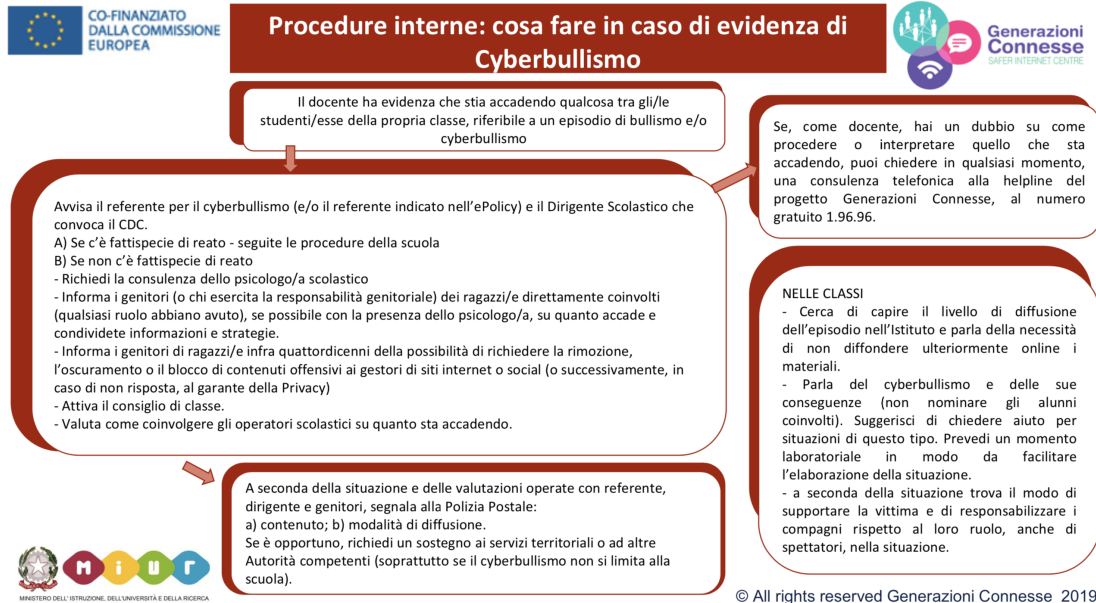 CO-FINANZIATO
DALLA COMMISSIONE
EUROPEA
Procedure interne: cosa fare in caso di evidenza di
Cyberbullismo
Generazioni
Connesse
SAFER INTERNET CENTRE
Il docente ha evidenza che stia accadendo qualcosa tra gli/le
studenti/esse della propria classe, riferibile a un episodio di bullismo e/o
cyberbullismo
Se, come docente, hai un dubbio su come
procedere o interpretare quello che sta
accadendo, puoi chiedere in qualsiasi momento,
una consulenza telefonica alla helpline del
progetto Generazioni Connesse, al numero
gratuito 1.96.96.
Avvisa il referente per il cyberbullismo (e/o il referente indicato nell'ePolicy) e il Dirigente Scolastico che
convoca il CDC.
A) Se c'è fattispecie di reato - seguite le procedure della scuola
B) Se non c'è fattispecie di reato
- Richiedi la consulenza dello psicologo/a scolastico
- Informa i genitori (o chi esercita la responsabilità genitoriale) dei ragazzi/e direttamente coinvolti
(qualsiasi ruolo abbiano avuto), se possibile con la presenza dello psicologo/a, su quanto accade e
condividete informazioni e strategie.
- Informa i genitori di ragazzi/e infra quattordicenni della possibilità di richiedere la rimozione,
l'oscuramento o il blocco di contenuti offensivi ai gestori di siti internet o social (o successivamente, in
caso di non risposta, al garante della Privacy)
- Attiva il consiglio di classe.
- Valuta come coinvolgere gli operatori scolastici su quanto sta accadendo.
NELLE CLASSI
- Cerca di capire il livello di diffusione
dell'episodio nell'Istituto e parla della necessità
di non diffondere ulteriormente online i
materiali.
- Parla del cyberbullismo e delle sue
conseguenze (non nominare gli alunni
coinvolti). Suggerisci di chiedere aiuto per
situazioni di questo tipo. Prevedi un momento
laboratoriale in modo da facilitare
l'elaborazione della situazione.
- a seconda della situazione trova il modo di
supportare la vittima e di responsabilizzare i
compagni rispetto al loro ruolo, anche di
spettatori, nella situazione.
A seconda della situazione e delle valutazioni operate con referente,
dirigente e genitori, segnala alla Polizia Postale:
a) contenuto; b) modalità di diffusione.
Se è opportuno, richiedi un sostegno ai servizi territoriali o ad altre
Autorità competenti (soprattutto se il cyberbullismo non si limita alla
scuola).
miur
MINISTERO DELL' ISTRUZIONE, DELL'UNIVERSITÀ E DELLA RICERCA
© All rights reserved Generazioni Connesse 2019